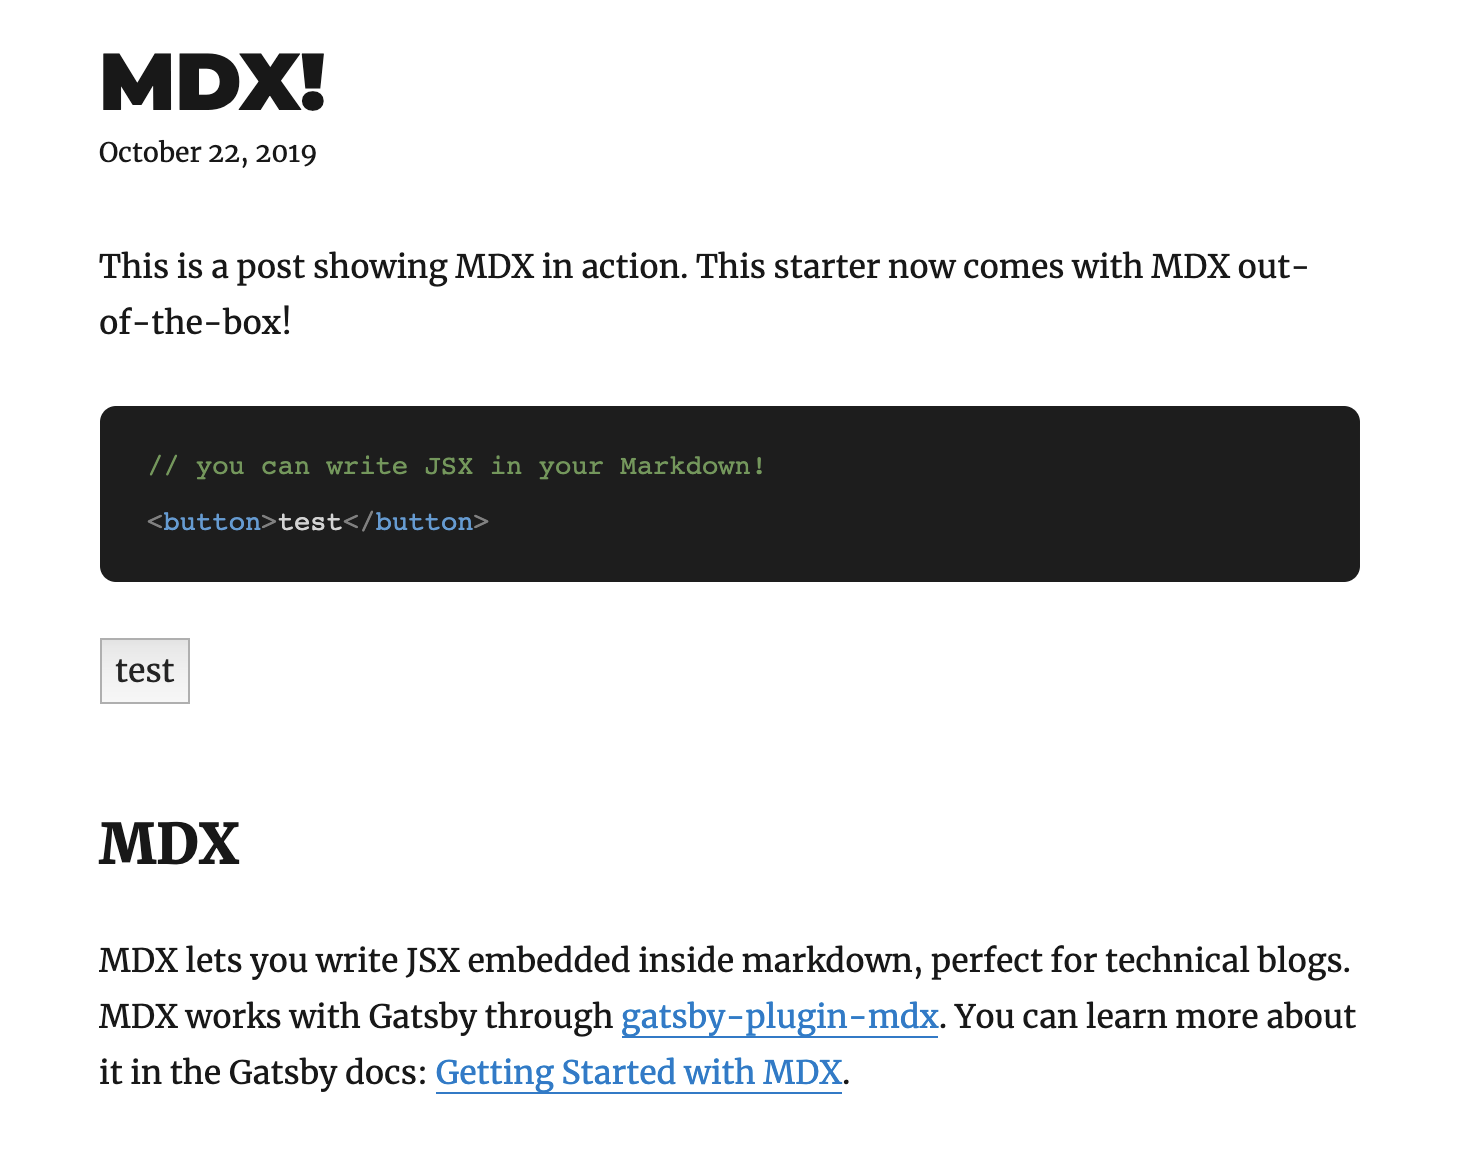 MDX!
October 22, 2019
This is a post showing MDX in action. This starter now comes with MDX out-
of-the-box!
// you can write JSX in your Markdown!
<button>test</button>
test
MDX
MDX lets you write JSX embedded inside markdown, perfect for technical blogs.
MDX works with Gatsby through gatsby-plugin-mdx. You can learn more about
it in the Gatsby docs: Getting Started with MDX.